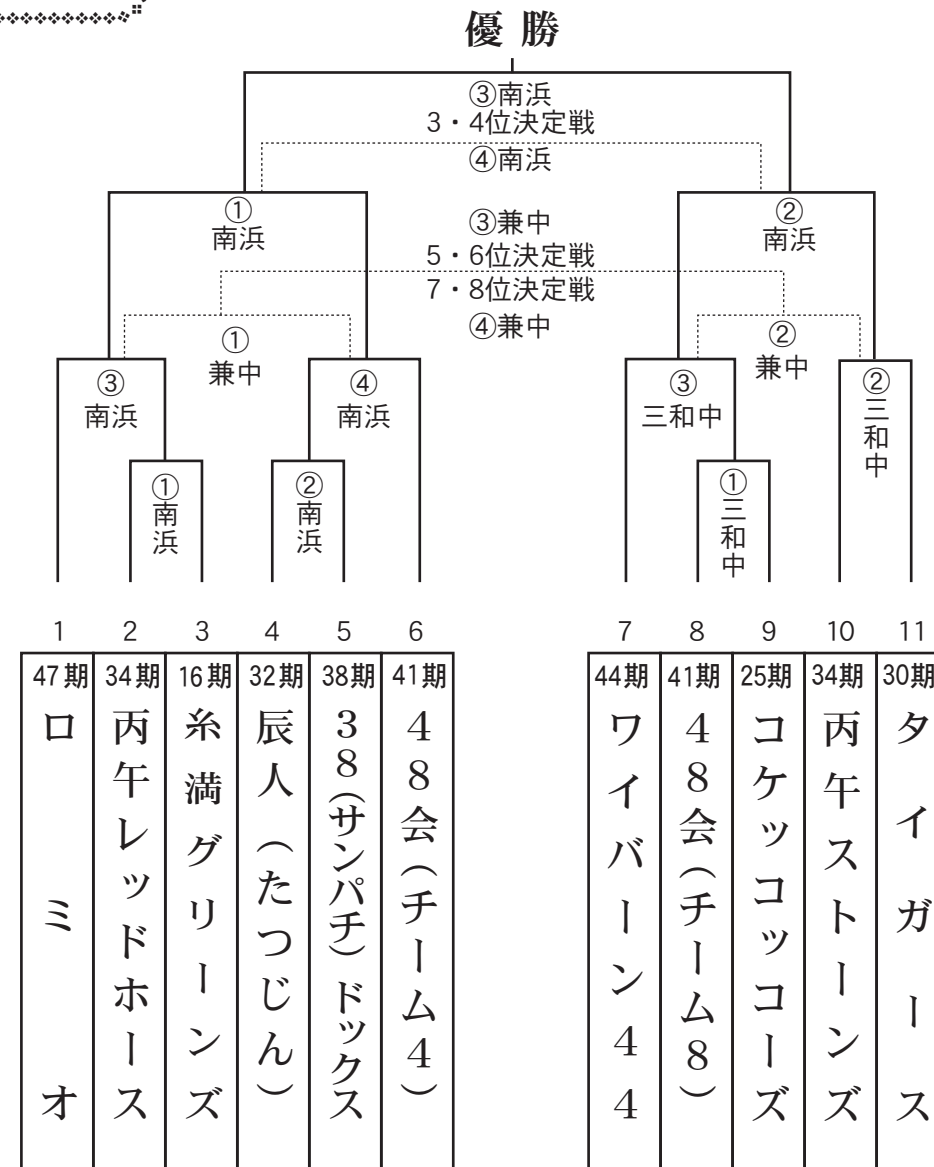 優勝
③南浜
3・4位決定戦
④南浜
①
南浜
②
南浜
③兼中
5・6位決定戦
7・8位決定戦
④兼中
①
兼中
②
兼中
③
南浜
④
南浜
③
三和中
②三和中
①南浜
②南浜
①三和中
1 2 3 4 5 6 7 8 9 10 11
47期 34期 16期 32期 38期 41期 44期 41期 25期 34期 30期
ロミオ
丙午レッドホース
糸満グリーンズ
辰人(たつじん)
38(サンパチ)ドックス
48会(チーム4)
ワイバーン44
48会(チーム8)
コケッコッコーズ
丙午ストーンズ
タイガース